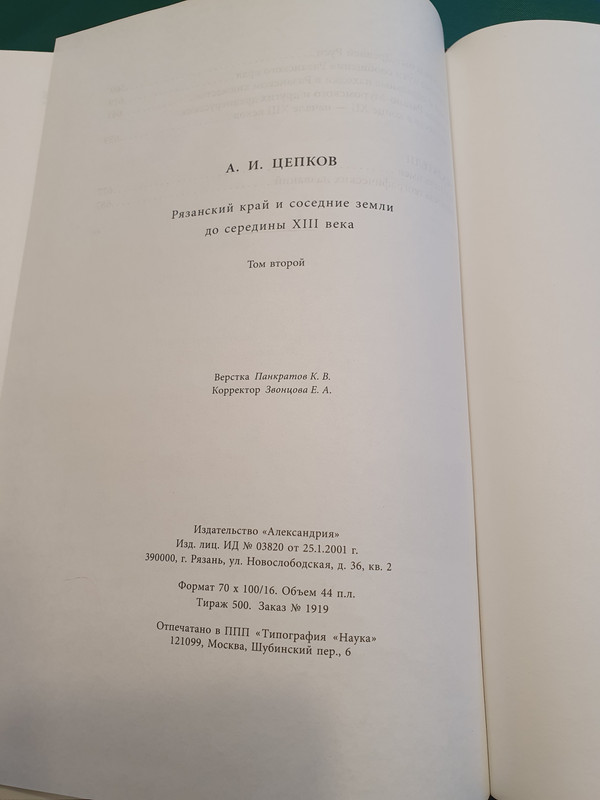 А. И. ЦЕПКОВ
Рязанский край и соседние земли
до середины XIII века
Том второй
Верстка Панкратов К. В.
Корректор Звонцова Е. А.
Издательство «Александрия»
Изд. лиц. ИД № 03820 от 25.1.2001 г.
390000, г. Рязань, ул. Новослободская, д. 36, кв. 2
Формат 70 x 100/16. Объем 44 п.л.
Тираж 500. Заказ № 1919
Отпечатано в ППП «Типография «Наука»
121099, Москва, Шубинский пер., 6